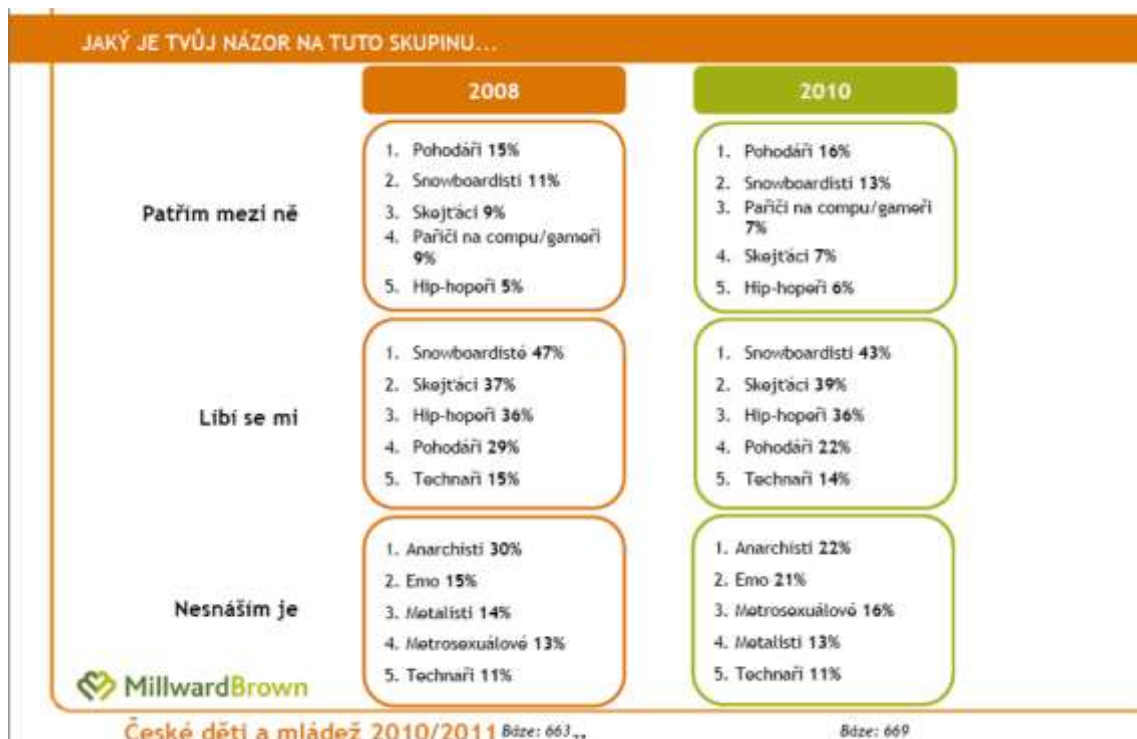 JAKÝ JE TVŮJ NÁZOR NA TUTO SKUPINU...
2008
2010
Patřím mezi ně
1. Pohodáři 15%
2. Snowboardisti 11%
3. Skejťáci 9%
4. Pařiči na compu/gameři
9%
5. Hip-hopeři 5%
1. Pohodáři 16%
2. Snowboardisti 13%
3. Pařiči na compu/gameři
7%
4. Skejťáci 7%
5. Hip-hopeři 6%
Líbí se mi
1. Snowboardisté 47%
2. Skejťáci 37%
3. Hip-hopeři 36%
4. Pohodáři 29%
5. Technaři 15%
1. Snowboardisti 43%
2. Skejťáci 39%
3. Hip-hopeři 36%
4. Pohodáři 22%
5. Technaři 14%
Nesnáším je
1. Anarchisti 30%
2. Emo 15%
3. Metalisti 14%
4. Metrosexuálové 13%
5. Technaři 11%
1. Anarchisti 22%
2. Emo 21%
3. Metrosexuálové 16%
4. Metalisti 13%
5. Technaři 11%
MillwardBrown
České děti a mládež 2010/2011 Báze: 663
Báze: 669